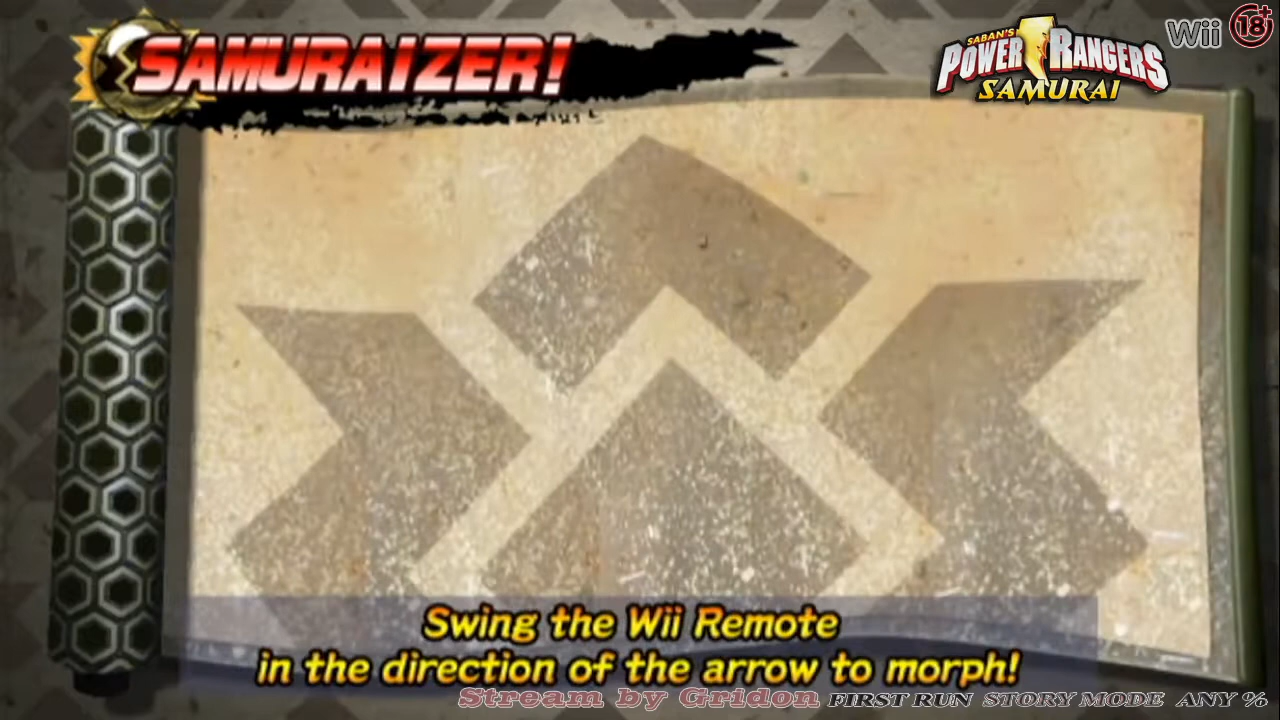 SAMURAIZER!
SABAN'S
POWER RANGERS
SAMURAI
Wii
18+
Swing the Wii Remote
in the direction of the arrow to morph!
Stream by Gridon FIRST RUN STORY MODE ANY %